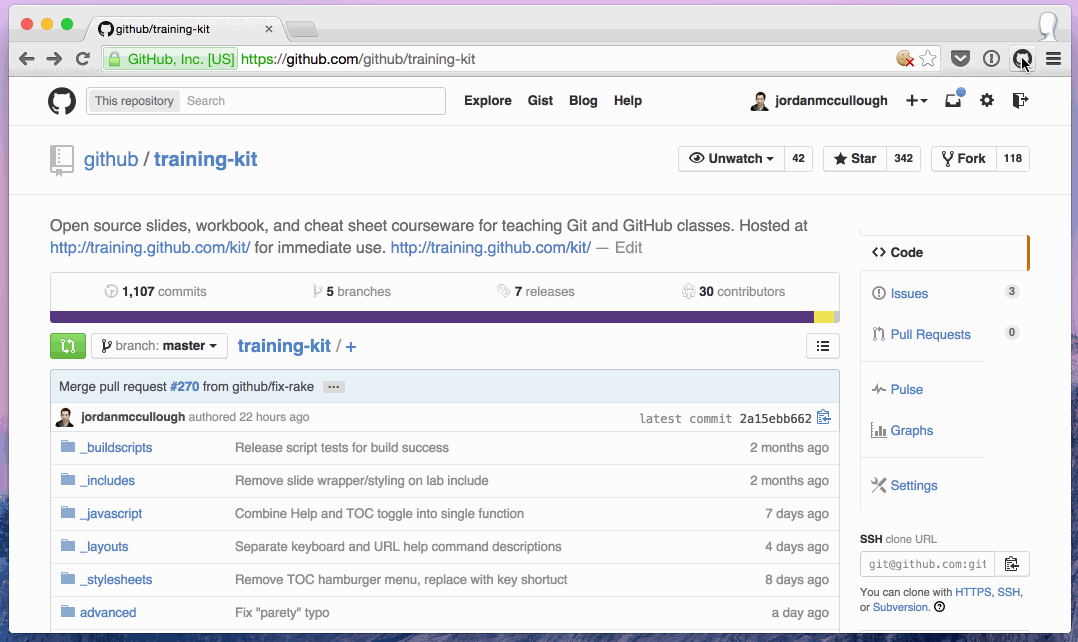 github/training-kit
GitHub, Inc. [US] https://github.com/github/training-kit
This repository Search Explore Gist Blog Help jordanmccullough
github / training-kit Unwatch 42 Star 342 Fork 118
Open source slides, workbook, and cheat sheet courseware for teaching Git and GitHub classes. Hosted at
http://training.github.com/kit/ for immediate use. http://training.github.com/kit/ — Edit
1,107 commits 5 branches 7 releases 30 contributors
branch: master training-kit / +
Merge pull request #270 from github/fix-rake ...
jordanmccullough authored 22 hours ago latest commit 2a15ebb662
_buildscripts Release script tests for build success 2 months ago
_includes Remove slide wrapper/styling on lab include 2 months ago
_javascript Combine Help and TOC toggle into single function 7 days ago
_layouts Separate keyboard and URL help command descriptions 4 days ago
_stylesheets Remove TOC hamburger menu, replace with key shortuct 8 days ago
advanced Fix "parety" typo a day ago
Code
Issues 3
Pull Requests 0
Pulse
Graphs
Settings
SSH clone URL
git@github.com:git
You can clone with HTTPS, SSH,
or Subversion.